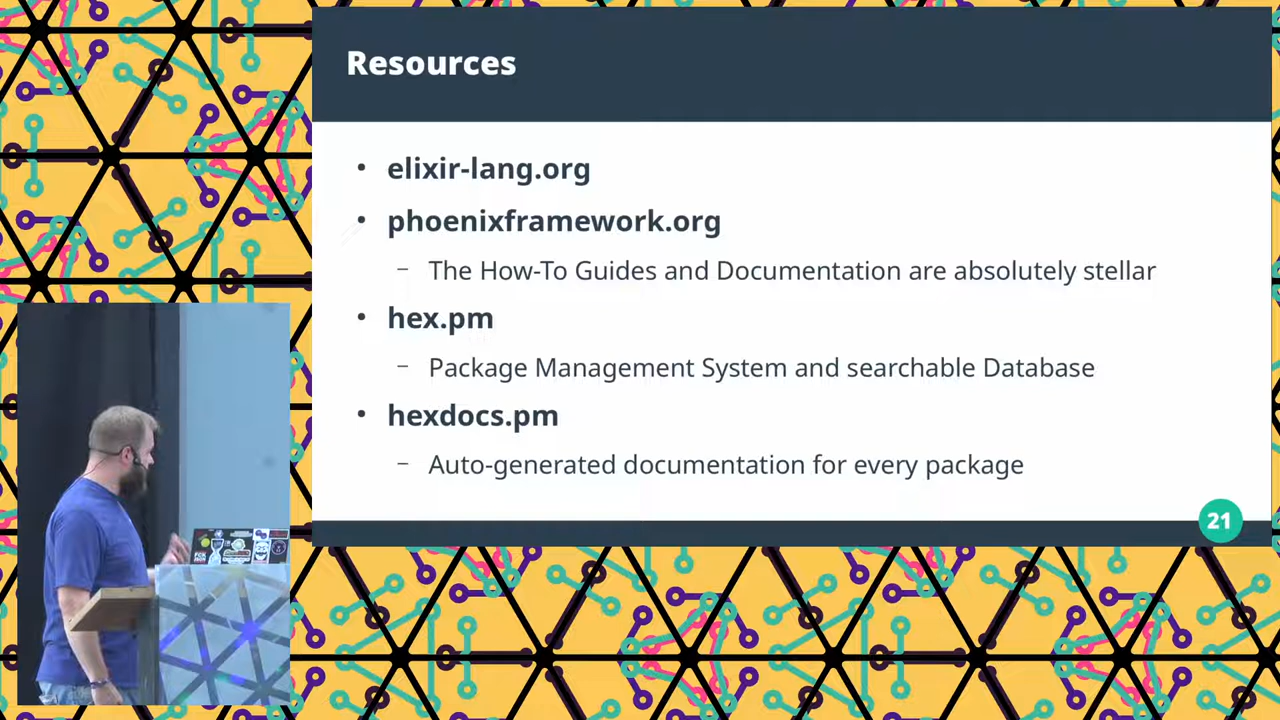 Resources
elixir-lang.org
phoenixframework.org
The How-To Guides and Documentation are absolutely stellar
hex.pm
Package Management System and searchable Database
hexdocs.pm
Auto-generated documentation for every package
21